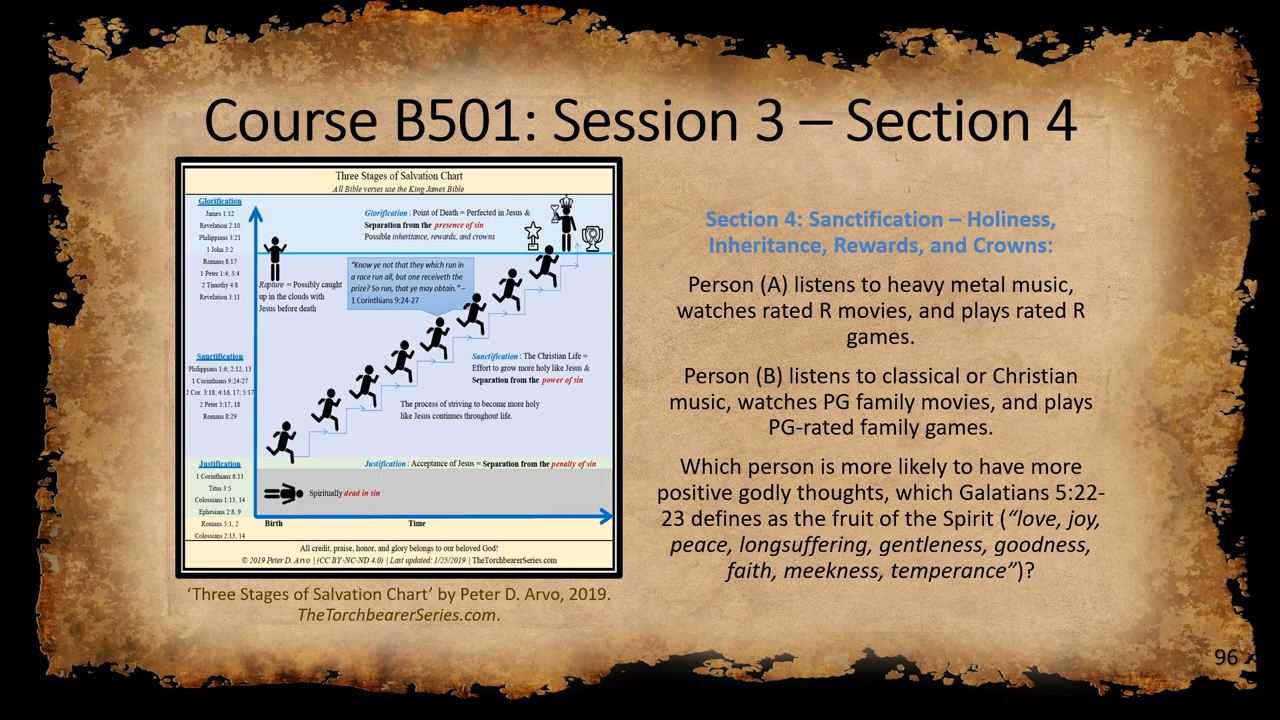 Course B501: Session 3 – Section 4
Three Stages of Salvation Chart
All Bible verses use the King James Bible
Glorification
James 1:12
Revelation 2:10
Philippians 3:21
1 John 3:2
Romans 8:17
1 Peter 1:4; 5:4
2 Timothy 4:8
Revelation 3:11
Sanctification
Philippians 1:6, 2:12, 13
1 Corinthians 9:24-27
2 Cor. 3:18; 4:16, 17; 5:17
2 Peter 3:17, 18
Romans 8:29
Justification
1 Corinthians 6:11
Titus 3:5
Colossians 1:13, 14
Ephesians 2:8, 9
Romans 5:1, 2
Colossians 2:13, 14
Glorification: Point of Death = Perfected in Jesus &
Separation from the presence of sin
Possible inheritance, rewards, and crowns
Rapture = Possibly caught
up in the clouds with
Jesus before death
“Know ye not that they which run in
a race run all, but one receiveth the
prize? So run, that ye may obtain.” –
1 Corinthians 9:24-27
Sanctification: The Christian Life =
Effort to grow more holy like Jesus &
Separation from the power of sin
The process of striving to become more holy
like Jesus continues throughout life.
Justification: Acceptance of Jesus = Separation from the penalty of sin
Spiritually dead in sin
Birth
Time
All credit, praise, honor, and glory belongs to our beloved God!
© 2019 Peter D. Arvo | (CC BY-NC-ND 4.0) | Last updated: 1/25/2019 | TheTorchbearerSeries.com
‘Three Stages of Salvation Chart’ by Peter D. Arvo, 2019.
TheTorchbearerSeries.com.
Section 4: Sanctification – Holiness,
Inheritance, Rewards, and Crowns:
Person (A) listens to heavy metal music,
watches rated R movies, and plays rated R
games.
Person (B) listens to classical or Christian
music, watches PG family movies, and plays
PG-rated family games.
Which person is more likely to have more
positive godly thoughts, which Galatians 5:22-
23 defines as the fruit of the Spirit (“love, joy,
peace, longsuffering, gentleness, goodness,
faith, meekness, temperance”)?
96